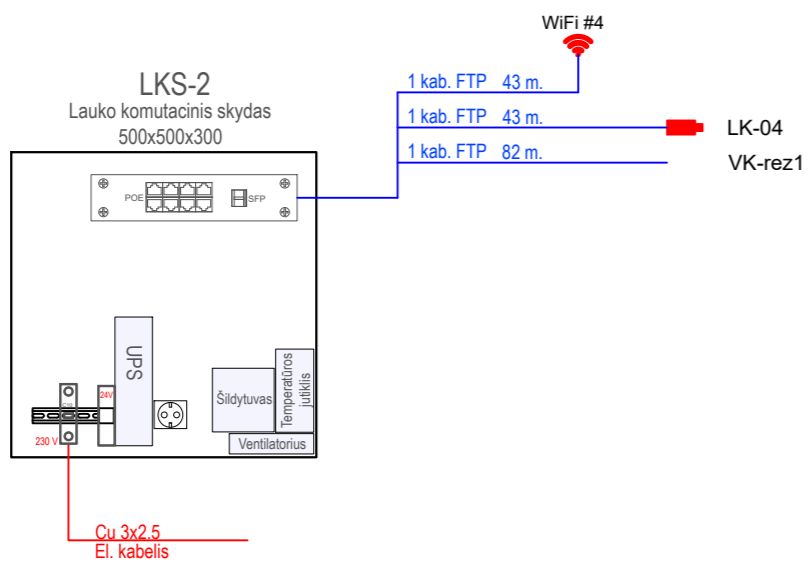 WiFi #4
LKS-2
Lauko komutacinis skydas
500x500x300
1 kab. FTP 43 m.
1 kab. FTP 43 m.
LK-04
1 kab. FTP 82 m.
VK-rez1
POE
SFP
UPS
24V
230 V
Šildytuvas
Temperatūros
jutiklis
Ventilatorius
Cu 3x2.5
El. kabelis